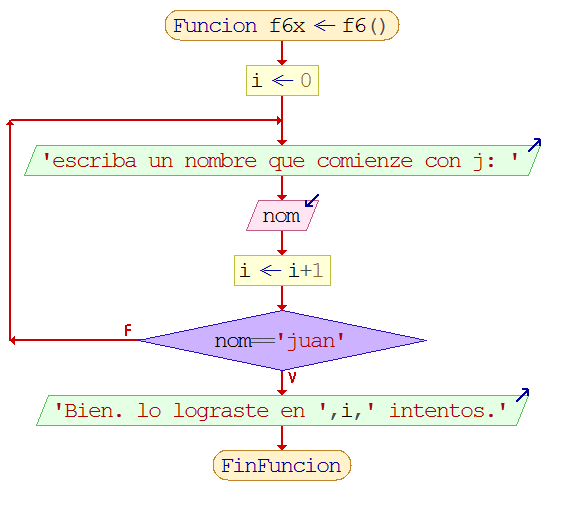 Funcion f6x ← f6()
i ← 0
'escriba un nombre que comienze con j: '
nom
i ← i+1
F
nom=='juan'
V
'Bien. lo lograste en ',i,' intentos.'
FinFuncion